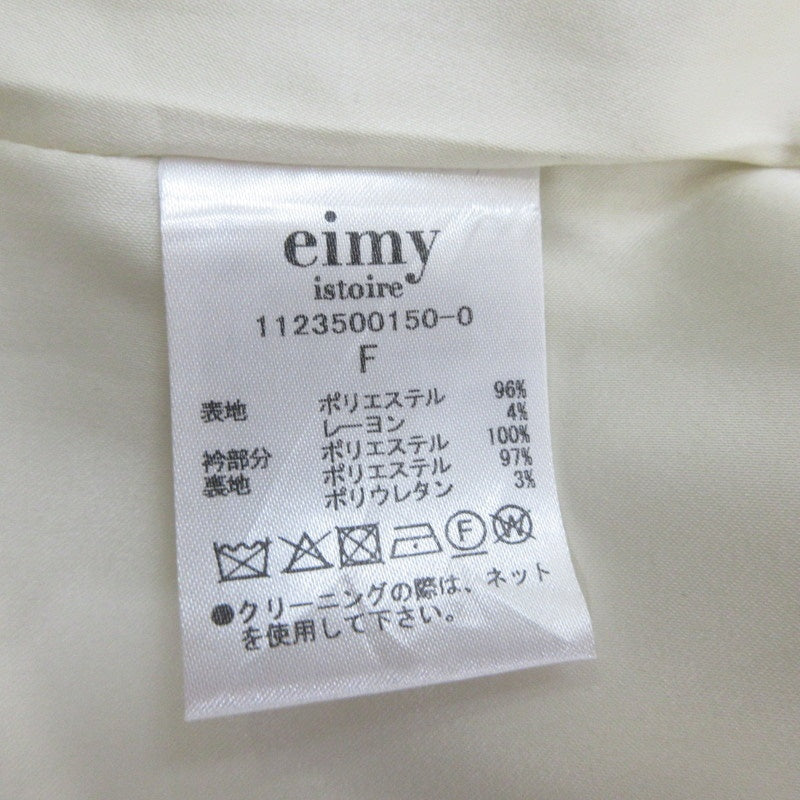 eimy
istoire
1123500150-0
F
表地 ポリエステル 96%
レーヨン 4%
衿部分 ポリエステル 100%
裏地 ポリエステル 97%
ポリウレタン 3%
F W
●クリーニングの際は、ネット
を使用して下さい。